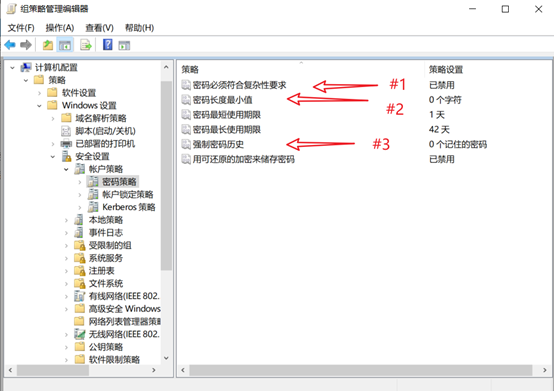 组策略管理编辑器
文件(F) 操作(A) 查看(V) 帮助(H)
计算机配置
策略
软件设置
Windows 设置
域名解析策略
脚本(启动/关机)
已部署的打印机
安全设置
帐户策略
密码策略
帐户锁定策略
Kerberos 策略
本地策略
事件日志
受限制的组
系统服务
注册表
文件系统
有线网络(IEEE 802.
高级安全 Windows
网络列表管理器策略
无线网络(IEEE 802.
公钥策略
软件限制策略
策略 策略设置
密码必须符合复杂性要求 #1 已禁用
密码长度最小值 0 个字符
#2
密码最短使用期限 1 天
密码最长使用期限 42 天
强制密码历史 #3 0 个记住的密码
用可还原的加密来储存密码 已禁用